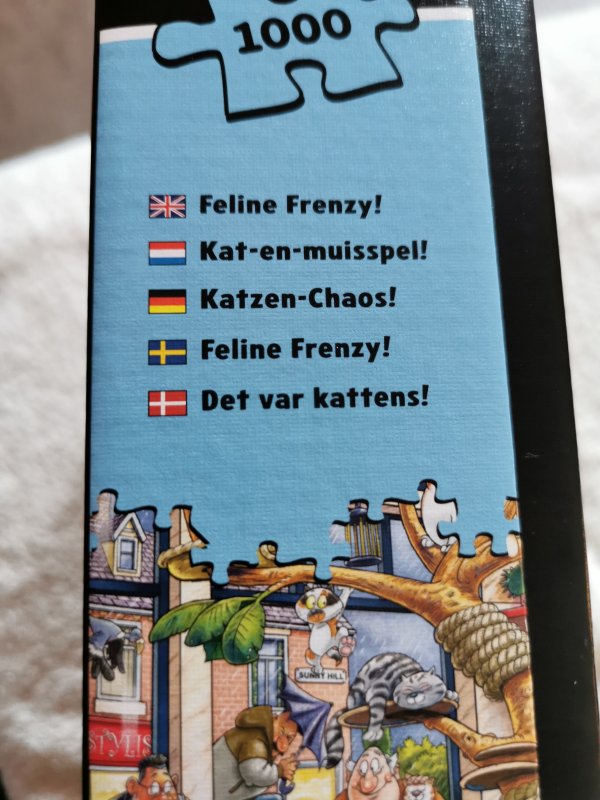 1000
Feline Frenzy!
Kat-en-muisspel!
Katzen-Chaos!
Feline Frenzy!
Det var kattens!
SUNNY HILL
STYLIS